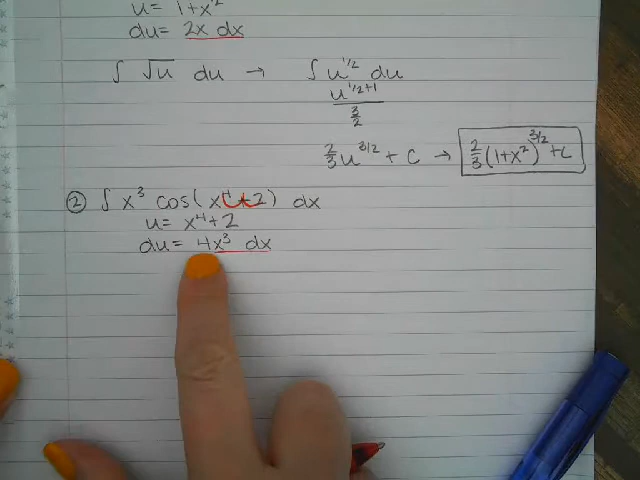 u = 1+x²
du = 2x dx
∫ √u du → ∫ u^(1/2) du
u^(1/2+1)
3/2
2/3 u^(3/2) + C → 2/3 (1+x²)^(3/2) + C
② ∫ x³ cos(x⁴+2) dx
u = x⁴+2
du = 4x³ dx